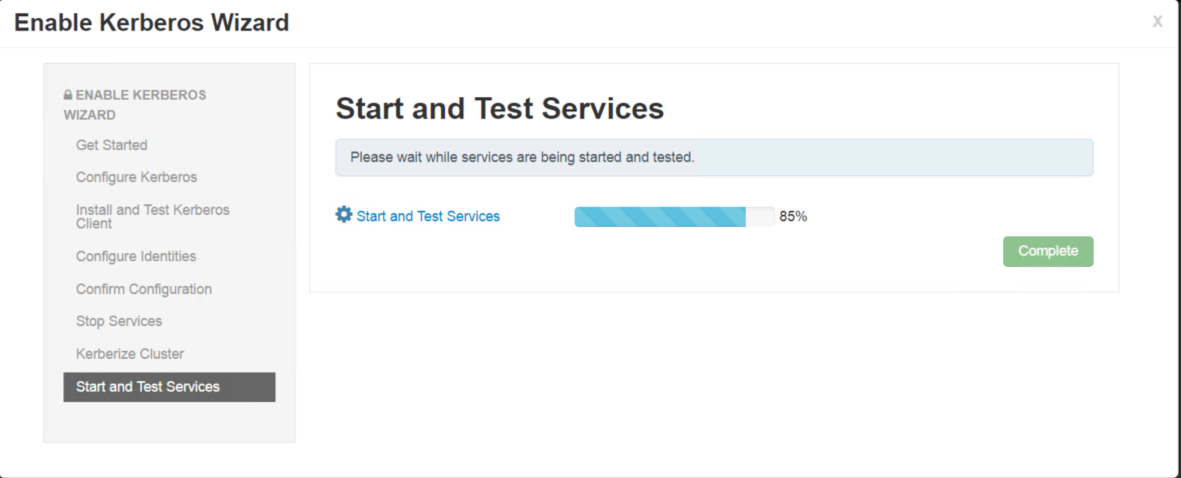 Enable Kerberos Wizard
X
ENABLE KERBEROS
WIZARD
Get Started
Configure Kerberos
Install and Test Kerberos
Client
Configure Identities
Confirm Configuration
Stop Services
Kerberize Cluster
Start and Test Services
Start and Test Services
Please wait while services are being started and tested.
Start and Test Services 85%
Complete